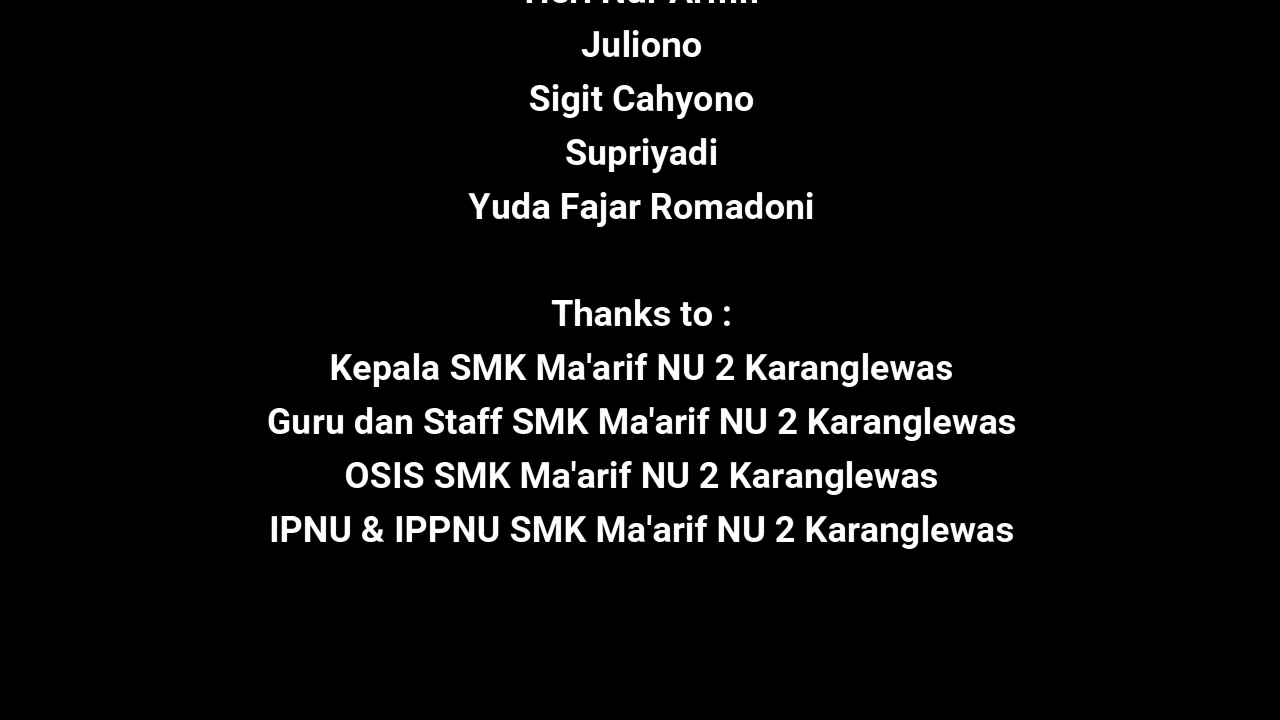 Juliono
Sigit Cahyono
Supriyadi
Yuda Fajar Romadoni
Thanks to :
Kepala SMK Ma'arif NU 2 Karanglewas
Guru dan Staff SMK Ma'arif NU 2 Karanglewas
OSIS SMK Ma'arif NU 2 Karanglewas
IPNU & IPPNU SMK Ma'arif NU 2 Karanglewas